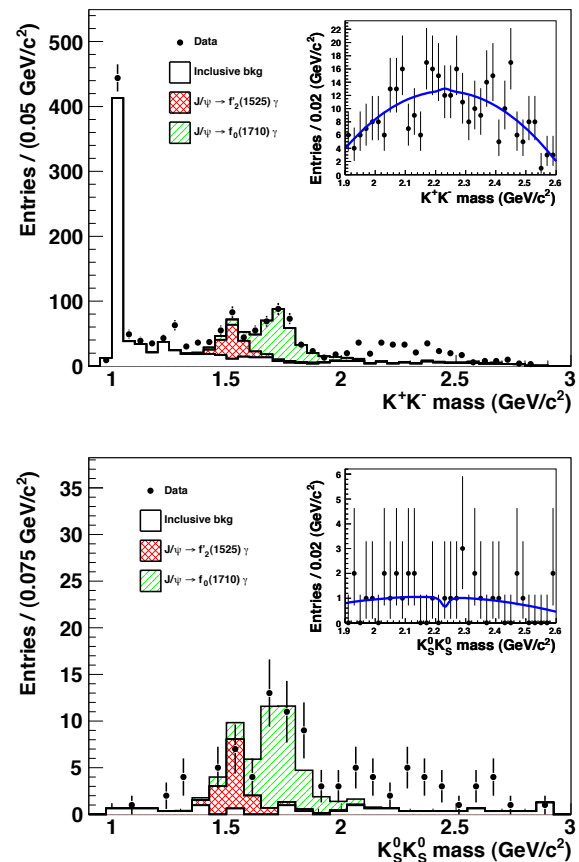 Entries / (0.05 GeV/c²)
550
500
400
300
200
100
0
Data
Inclusive bkg
J/ψ → f'₂(1525) γ
J/ψ → f₀(1710) γ
Entries / 0.02 GeV/c²)
22
20
18
16
14
12
10
8
6
4
2
0
1.9 2 2.1 2.2 2.3 2.4 2.5 2.6
K⁺K⁻ mass (GeV/c²)
1 1.5 2 2.5 3
K⁺K⁻ mass (GeV/c²)
Entries / (0.075 GeV/c²)
35
30
25
20
15
10
5
0
Data
Inclusive bkg
J/ψ → f'₂(1525) γ
J/ψ → f₀(1710) γ
Entries / 0.02
6
5
4
3
2
1
0
1.9 2 2.1 2.2 2.3 2.4 2.5 2.6
K⁰ₛK⁰ₛ mass (GeV/c²)
1 1.5 2 2.5 3
K⁰ₛK⁰ₛ mass (GeV/c²)